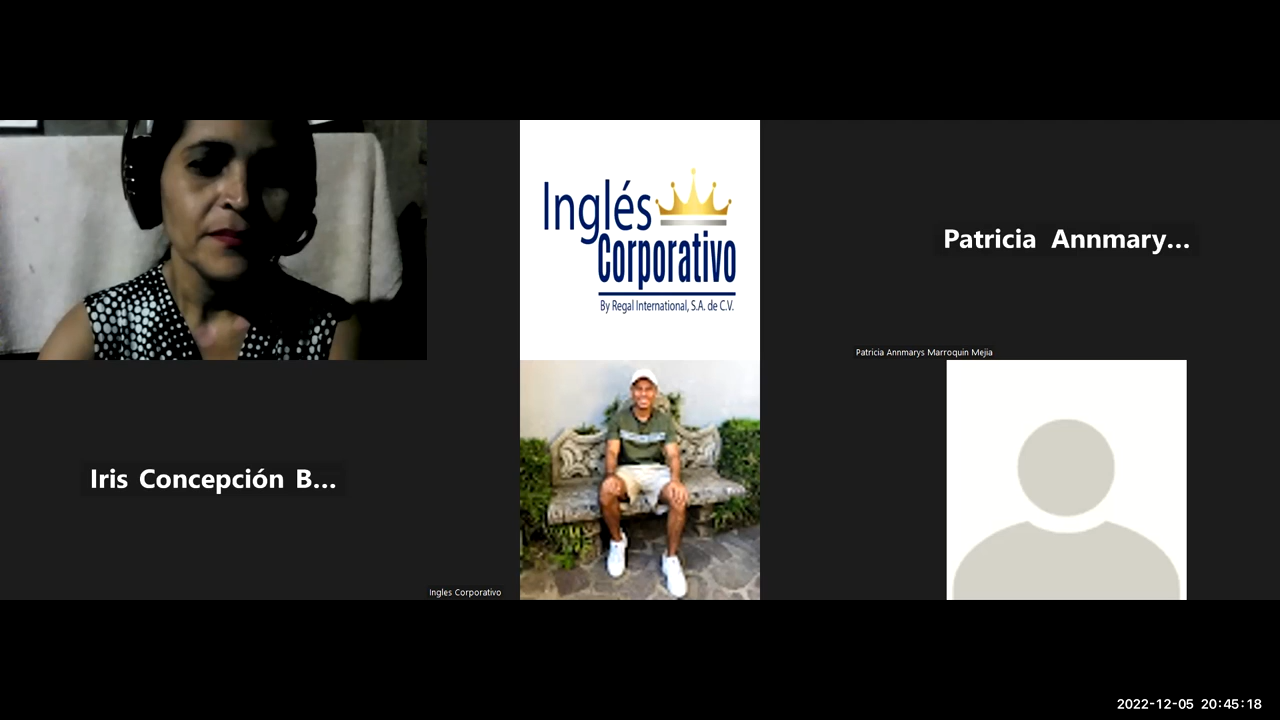 Inglés
Corporativo
By Regal International, S.A. de C.V.
Patricia Annmary...
Patricia Annmarys Marroquin Mejia
Iris Concepción B...
Ingles Corporativo
2022-12-05 20:45:18